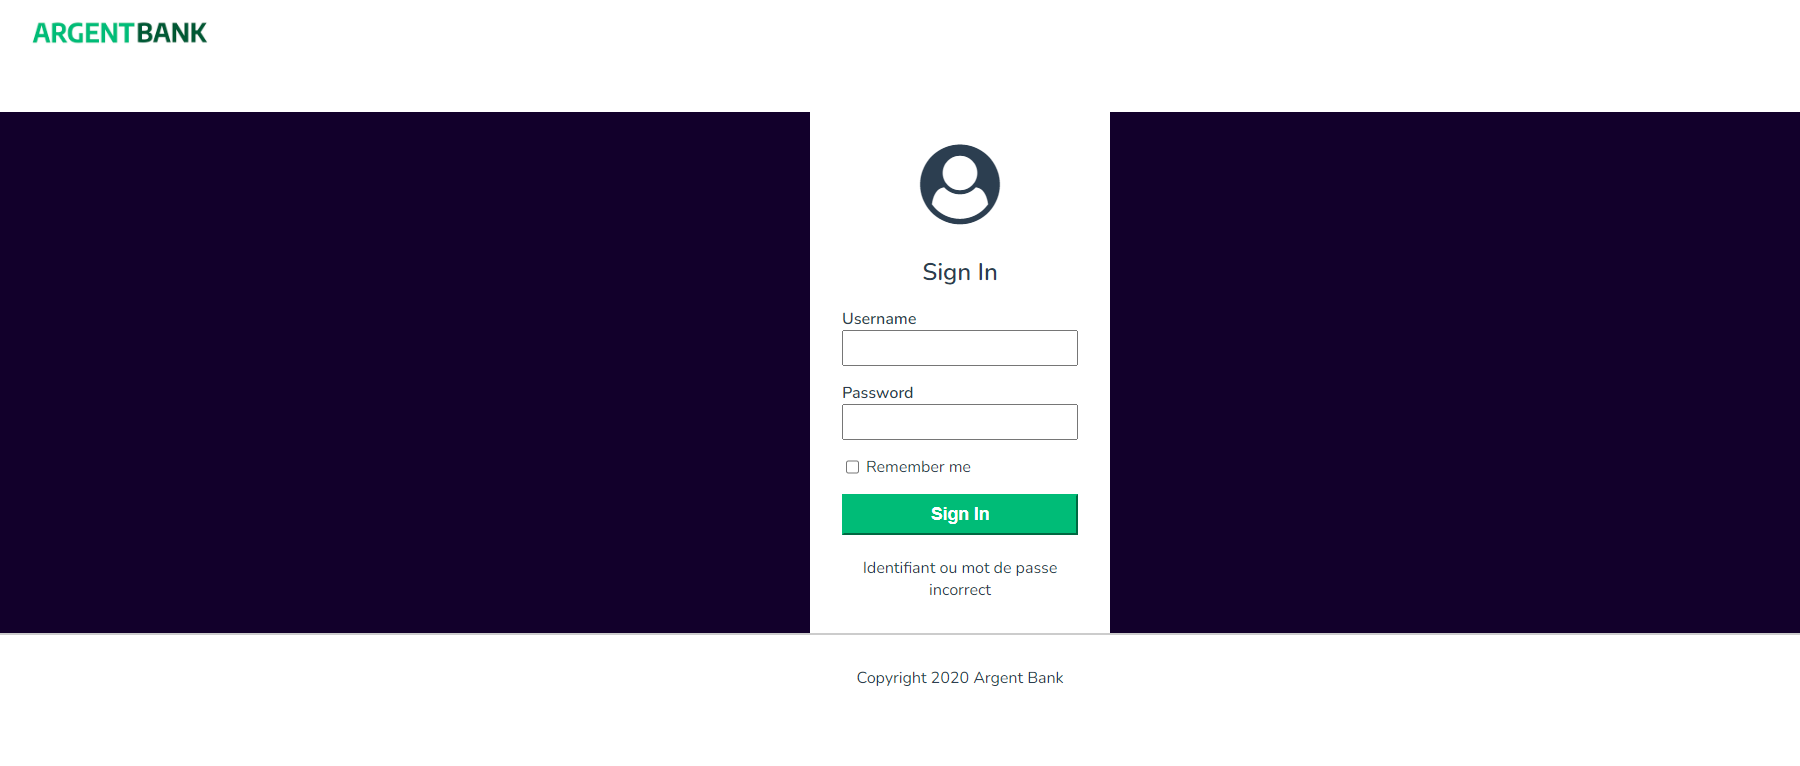 ARGENTBANK
Sign In
Username
Password
Remember me
Sign In
Identifiant ou mot de passe
incorrect
Copyright 2020 Argent Bank